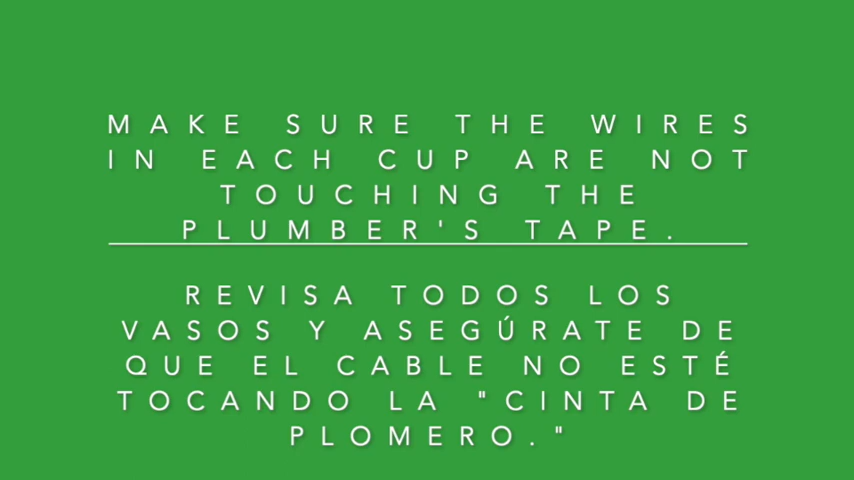 MAKE SURE THE WIRES
IN EACH CUP ARE NOT
TOUCHING THE
PLUMBER'S TAPE.
REVISA TODOS LOS
VASOS Y ASEGÚRATE DE
QUE EL CABLE NO ESTÉ
TOCANDO LA "CINTA DE
PLOMERO."